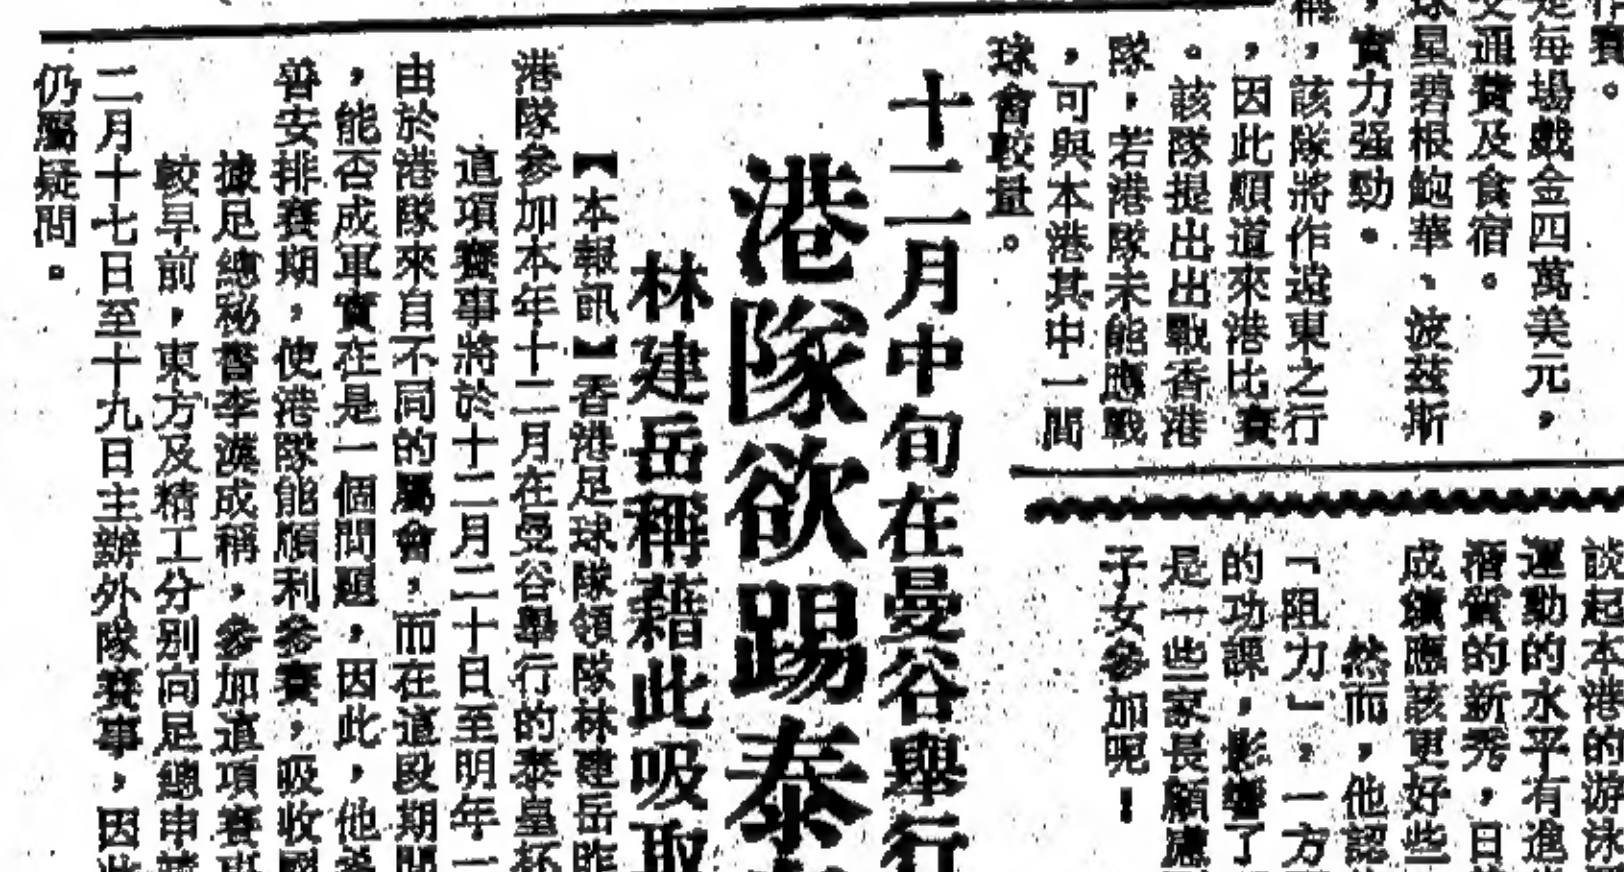 作賽。
是每場戲金四萬美元，
交通費及食宿。
球星碧根鮑華、波茲斯
，實力强勁。
稱，該隊將作遠東之行
，因此順道來港比賽
。該隊提出出戰香港
隊，若港隊未能應戰
，可與本港其中一間
球會較量。
談起本港的游泳
運動的水平有進
潛質的新秀，日
成績應該更好些
然而，他認
「阻力」，一方
的功課，影響了
是一些家長顧慮
子女參加呢！
十二月中旬在曼谷舉行
港隊欲踢泰
林建岳稱藉此吸取
【本報訊】香港足球隊領隊林建岳昨
港隊參加本年十二月在曼谷舉行的泰皇杯
這項賽事將於十二月二十日至明年一
由於港隊來自不同的屬會，而在這段期間
，能否成軍實在是一個問題，因此，他希
善安排賽期，使港隊能順利參賽，吸收國
據足總秘書李漢成稱，參加這項賽事
較早前，東方及精工分别向足總申請
二月十七日至十九日主辦外隊賽事，因此
仍屬疑問。